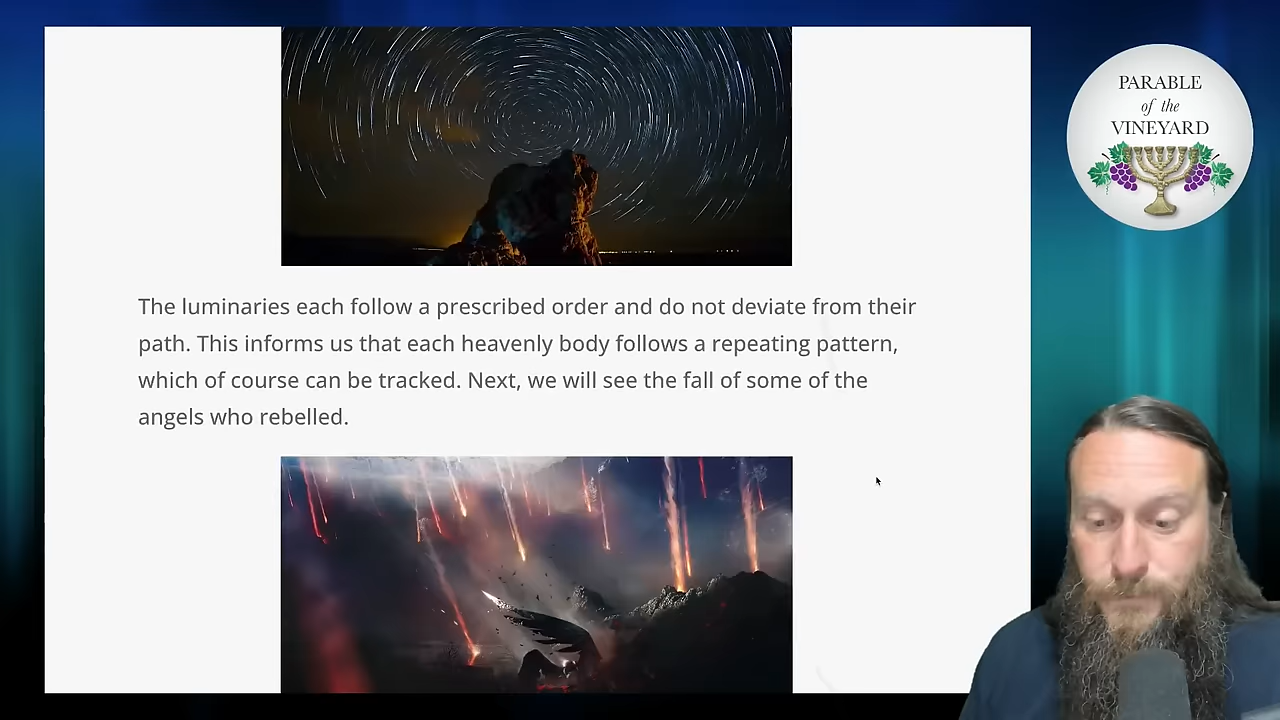 PARABLE
of the
VINEYARD
The luminaries each follow a prescribed order and do not deviate from their
path. This informs us that each heavenly body follows a repeating pattern,
which of course can be tracked. Next, we will see the fall of some of the
angels who rebelled.